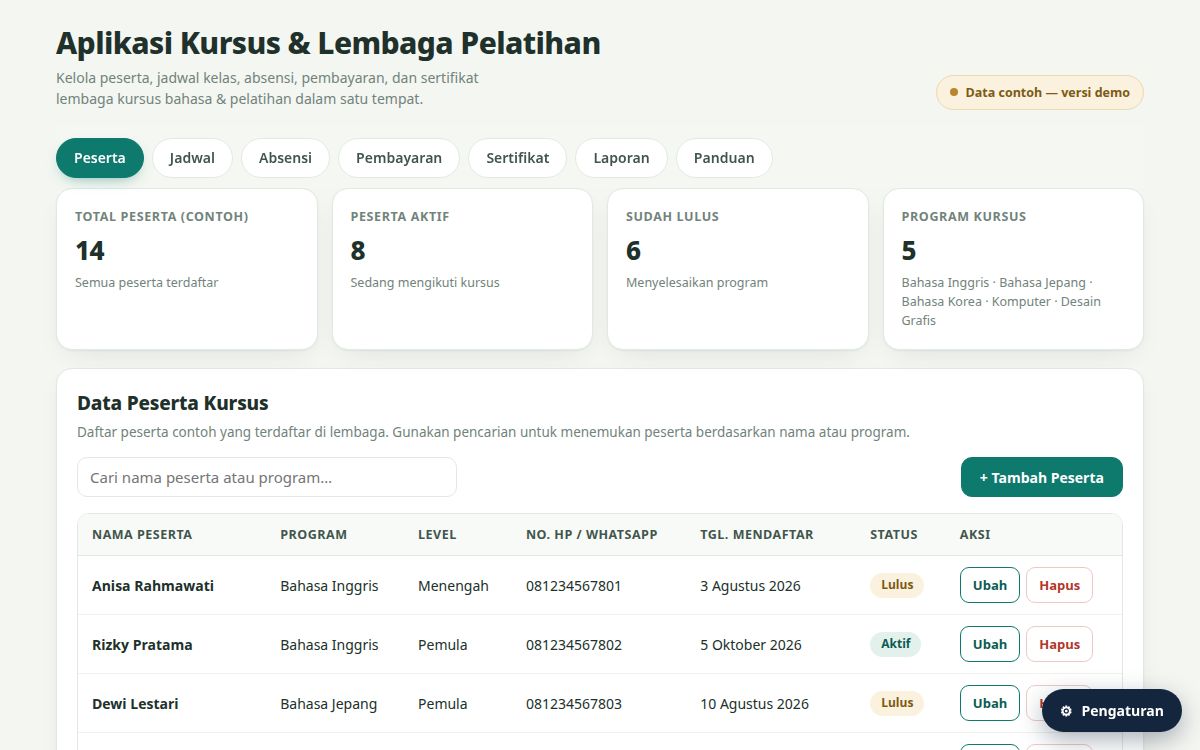 Aplikasi Kursus & Lembaga Pelatihan
Kelola peserta, jadwal kelas, absensi, pembayaran, dan sertifikat
lembaga kursus bahasa & pelatihan dalam satu tempat.
Data contoh — versi demo
Peserta
Jadwal
Absensi
Pembayaran
Sertifikat
Laporan
Panduan
TOTAL PESERTA (CONTOH)
14
Semua peserta terdaftar
PESERTA AKTIF
8
Sedang mengikuti kursus
SUDAH LULUS
6
Menyelesaikan program
PROGRAM KURSUS
5
Bahasa Inggris · Bahasa Jepang ·
Bahasa Korea · Komputer · Desain
Grafis
Data Peserta Kursus
Daftar peserta contoh yang terdaftar di lembaga. Gunakan pencarian untuk menemukan peserta berdasarkan nama atau program.
Cari nama peserta atau program...
+ Tambah Peserta
NAMA PESERTA PROGRAM LEVEL NO. HP / WHATSAPP TGL. MENDAFTAR STATUS AKSI
Anisa Rahmawati Bahasa Inggris Menengah 081234567801 3 Agustus 2026 Lulus Ubah Hapus
Rizky Pratama Bahasa Inggris Pemula 081234567802 5 Oktober 2026 Aktif Ubah Hapus
Dewi Lestari Bahasa Jepang Pemula 081234567803 10 Agustus 2026 Lulus Ubah
⚙ Pengaturan